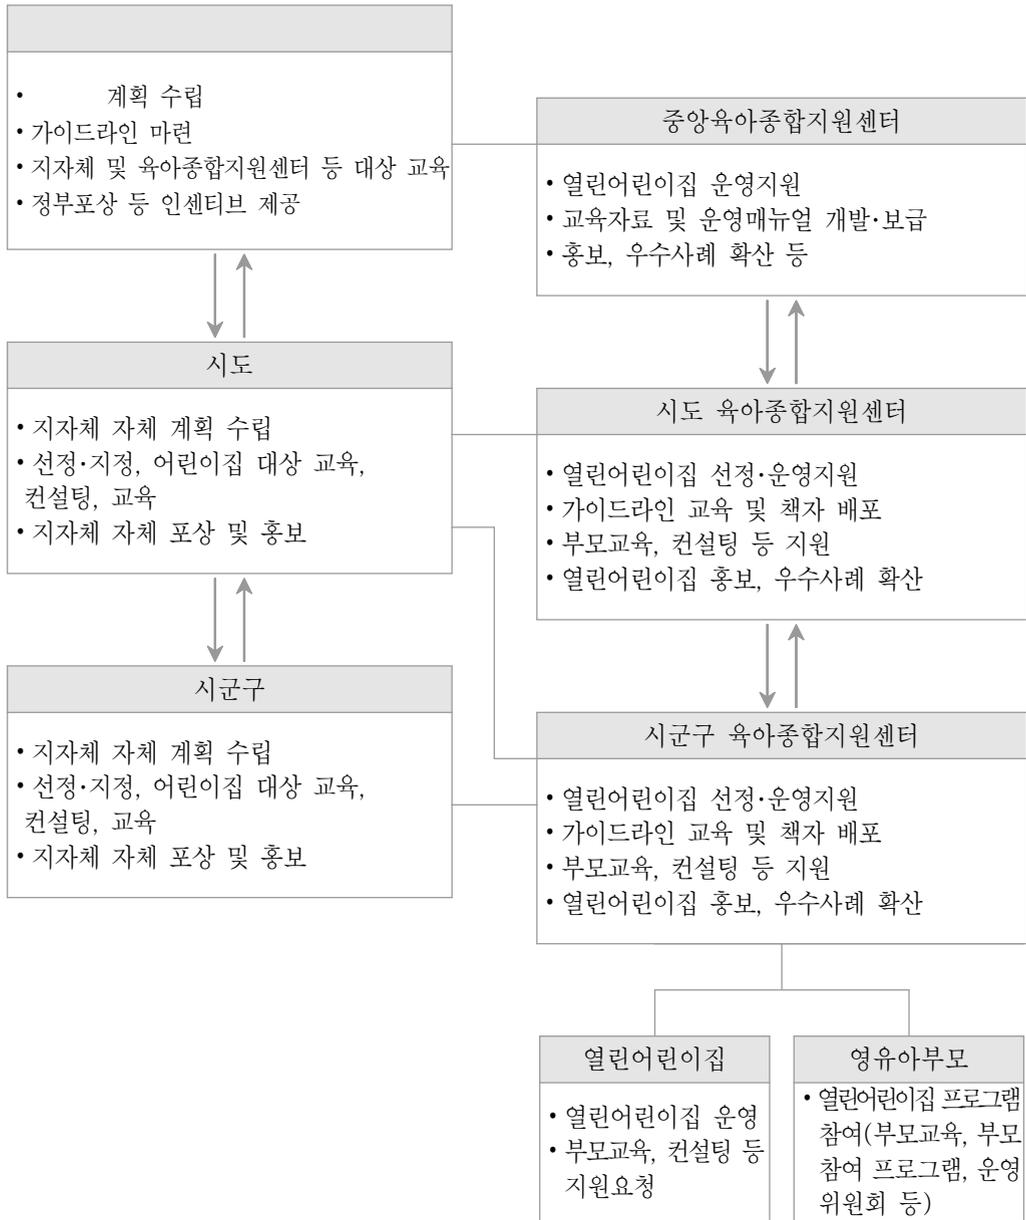 • 계획 수립
• 가이드라인 마련
• 지자체 및 육아종합지원센터 등 대상 교육
• 정부포상 등 인센티브 제공
중앙육아종합지원센터
• 열린어린이집 운영지원
• 교육자료 및 운영매뉴얼 개발·보급
• 홍보, 우수사례 확산 등
시도
• 지자체 자체 계획 수립
• 선정·지정, 어린이집 대상 교육,
컨설팅, 교육
• 지자체 자체 포상 및 홍보
시도 육아종합지원센터
• 열린어린이집 선정·운영지원
• 가이드라인 교육 및 책자 배포
• 부모교육, 컨설팅 등 지원
• 열린어린이집 홍보, 우수사례 확산
시군구
• 지자체 자체 계획 수립
• 선정·지정, 어린이집 대상 교육,
컨설팅, 교육
• 지자체 자체 포상 및 홍보
시군구 육아종합지원센터
• 열린어린이집 선정·운영지원
• 가이드라인 교육 및 책자 배포
• 부모교육, 컨설팅 등 지원
• 열린어린이집 홍보, 우수사례 확산
열린어린이집
• 열린어린이집 운영
• 부모교육, 컨설팅 등
지원요청
영유아부모
• 열린어린이집 프로그램
참여(부모교육, 부모
참여 프로그램, 운영
위원회 등)